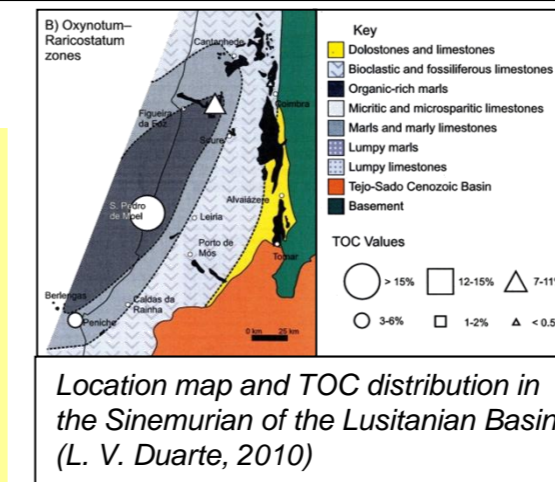 B) Oxynotum–
Raricostatum
zones
Cantanhede
Figueira
da Foz
Coimbra
Soure
S. Pedro
de Moel
Alvaiázere
Leiria
Porto de
Mós
Tomar
Berlengas
Peniche
Caldas da
Rainha
0 km 25 km
Key
Dolostones and limestones
Bioclastic and fossiliferous limestones
Organic-rich marls
Micritic and microsparitic limestones
Marls and marly limestones
Lumpy marls
Lumpy limestones
Tejo-Sado Cenozoic Basin
Basement
TOC Values
> 15% 12-15% 7-11%
3-6% 1-2% < 0.5
Location map and TOC distribution in
the Sinemurian of the Lusitanian Basin
(L. V. Duarte, 2010)